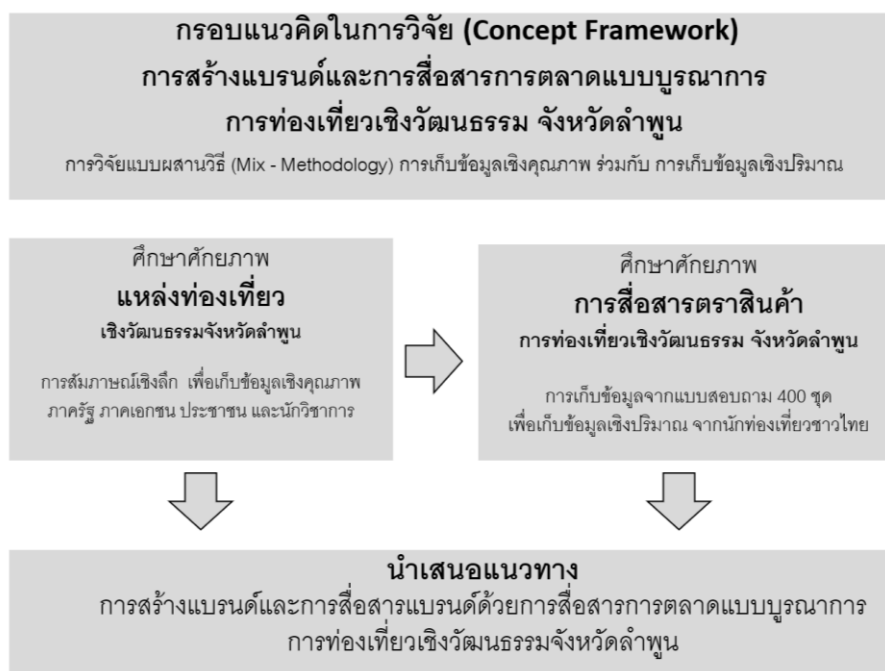 กรอบแนวคิดในการวิจัย (Concept Framework)
การสร้างแบรนด์และการสื่อสารการตลาดแบบบูรณาการ
การท่องเที่ยวเชิงวัฒนธรรม จังหวัดลำพูน
การวิจัยแบบผสานวิธี (Mix - Methodology) การเก็บข้อมูลเชิงคุณภาพ ร่วมกับ การเก็บข้อมูลเชิงปริมาณ
ศึกษาศักยภาพ
แหล่งท่องเที่ยว
เชิงวัฒนธรรมจังหวัดลำพูน
การสัมภาษณ์เชิงลึก เพื่อเก็บข้อมูลเชิงคุณภาพ
ภาครัฐ ภาคเอกชน ประชาชน และนักวิชาการ
ศึกษาศักยภาพ
การสื่อสารตราสินค้า
การท่องเที่ยวเชิงวัฒนธรรม จังหวัดลำพูน
การเก็บข้อมูลจากแบบสอบถาม 400 ชุด
เพื่อเก็บข้อมูลเชิงปริมาณ จากนักท่องเที่ยวชาวไทย
นำเสนอแนวทาง
การสร้างแบรนด์และการสื่อสารแบรนด์ด้วยการสื่อสารการตลาดแบบบูรณาการ
การท่องเที่ยวเชิงวัฒนธรรมจังหวัดลำพูน